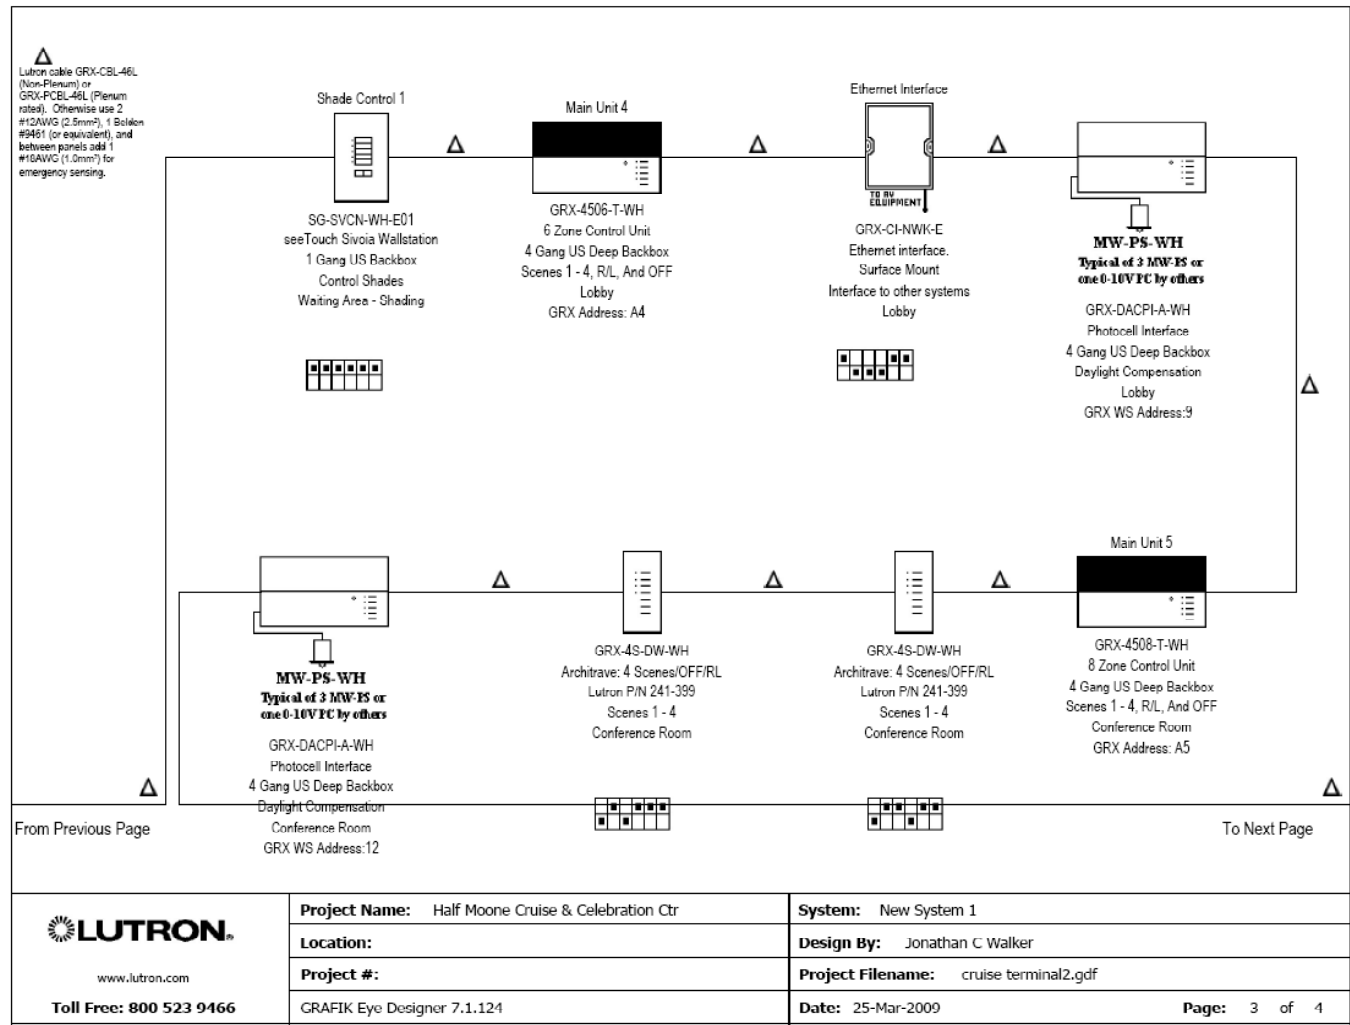 Lutron cable GRX-CBL-46L
(Non-Plenum) or
GRX-PCBL-46L (Plenum
rated). Otherwise use 2
#12AWG (2.5mm²), 1 Belden
#9461 (or equivalent), and
between panels add 1
#18AWG (1.0mm²) for
emergency sensing.
Shade Control 1
SG-SVCN-WH-E01
seeTouch Sivoia Wallstation
1 Gang US Backbox
Control Shades
Waiting Area - Shading
Main Unit 4
GRX-4506-T-WH
6 Zone Control Unit
4 Gang US Deep Backbox
Scenes 1 - 4, R/L, And OFF
Lobby
GRX Address: A4
Ethernet Interface
TO AV
EQUIPMENT
GRX-CI-NWK-E
Ethernet interface.
Surface Mount
Interface to other systems
Lobby
MW-PS-WH
Typical of 3 MW-PS or
one 0-10V PC by others
GRX-DACPI-A-WH
Photocell Interface
4 Gang US Deep Backbox
Daylight Compensation
Lobby
GRX WS Address:9
MW-PS-WH
Typical of 3 MW-PS or
one 0-10V PC by others
GRX-DACPI-A-WH
Photocell Interface
4 Gang US Deep Backbox
Daylight Compensation
Conference Room
GRX WS Address:12
GRX-4S-DW-WH
Architrave: 4 Scenes/OFF/RL
Lutron P/N 241-399
Scenes 1 - 4
Conference Room
GRX-4S-DW-WH
Architrave: 4 Scenes/OFF/RL
Lutron P/N 241-399
Scenes 1 - 4
Conference Room
Main Unit 5
GRX-4508-T-WH
8 Zone Control Unit
4 Gang US Deep Backbox
Scenes 1 - 4, R/L, And OFF
Conference Room
GRX Address: A5
From Previous Page
To Next Page
LUTRON®
www.lutron.com
Toll Free: 800 523 9466
Project Name: Half Moone Cruise & Celebration Ctr
Location:
Project #:
GRAFIK Eye Designer 7.1.124
System: New System 1
Design By: Jonathan C Walker
Project Filename: cruise terminal2.gdf
Date: 25-Mar-2009 Page: 3 of 4